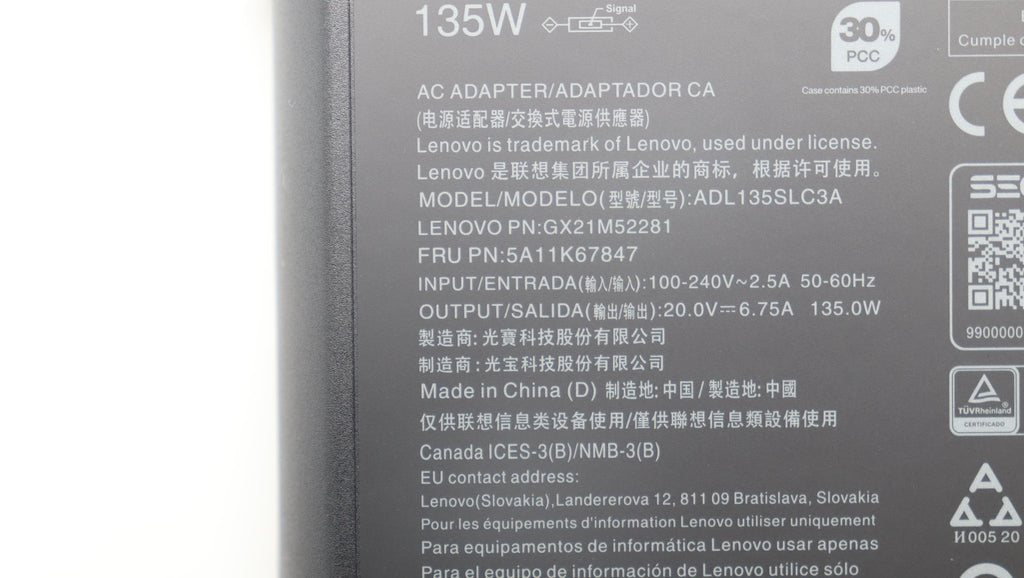 135W
Signal
30%
PCC
Case contains 30% PCC plastic
Cumple
CE
AC ADAPTER/ADAPTADOR CA
(电源适配器/交換式電源供應器)
Lenovo is trademark of Lenovo, used under license.
Lenovo 是联想集团所属企业的商标，根据许可使用。
MODEL/MODELO(型號/型号):ADL135SLC3A
LENOVO PN:GX21M52281
FRU PN:5A11K67847
INPUT/ENTRADA(輸入/输入):100-240V~2.5A 50-60Hz
OUTPUT/SALIDA(輸出/输出):20.0V⎓6.75A 135.0W
製造商: 光寶科技股份有限公司
制造商: 光宝科技股份有限公司
Made in China (D) 制造地: 中国 / 製造地: 中國
仅供联想信息类设备使用/僅供聯想信息類設備使用
Canada ICES-3(B)/NMB-3(B)
EU contact address:
Lenovo(Slovakia),Landererova 12, 811 09 Bratislava, Slovakia
Pour les équipements d'information Lenovo utiliser uniquement
Para equipamentos de informática Lenovo usar apenas
Para el equipo de información de Lenovo utilice sólo
9900000
TÜVRheinland
CERTIFICADO
A
И005 20